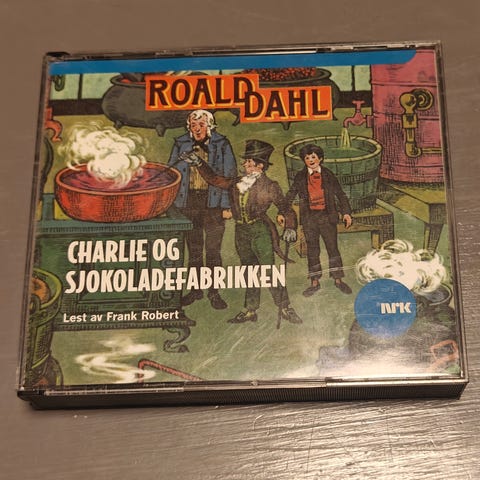 ROALD DAHL
CHARLIE OG
SJOKOLADEFABRIKKEN
Lest av Frank Robert
NRK